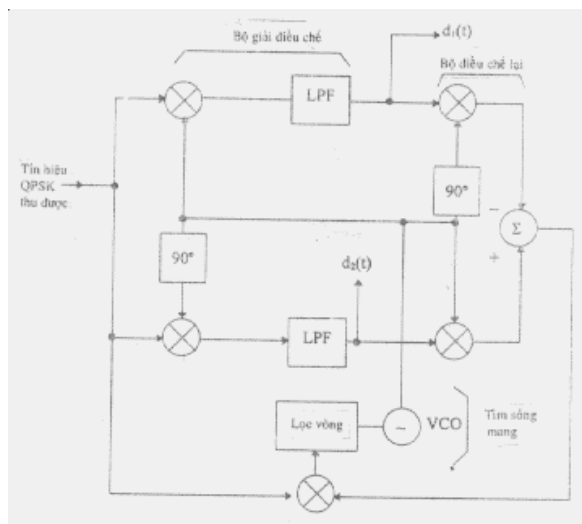 Bộ giải điều chế
d₁(t)
Bộ điều chế lại
LPF
Tín hiệu
QPSK
thu được
90°
90°
−
Σ
+
d₂(t)
LPF
Lọc vòng
~
VCO
Tìm sóng
mang